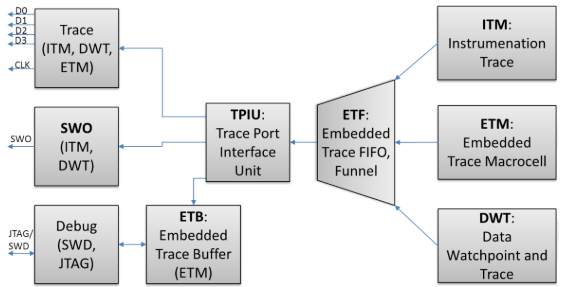 D0
D1
D2
D3
CLK
Trace
(ITM, DWT,
ETM)
SWO
SWO
(ITM,
DWT)
JTAG/
SWD
Debug
(SWD,
JTAG)
TPIU:
Trace Port
Interface
Unit
ETB:
Embedded
Trace Buffer
(ETM)
ETF:
Embedded
Trace FIFO,
Funnel
ITM:
Instrumenation
Trace
ETM:
Embedded
Trace Macrocell
DWT:
Data
Watchpoint and
Trace